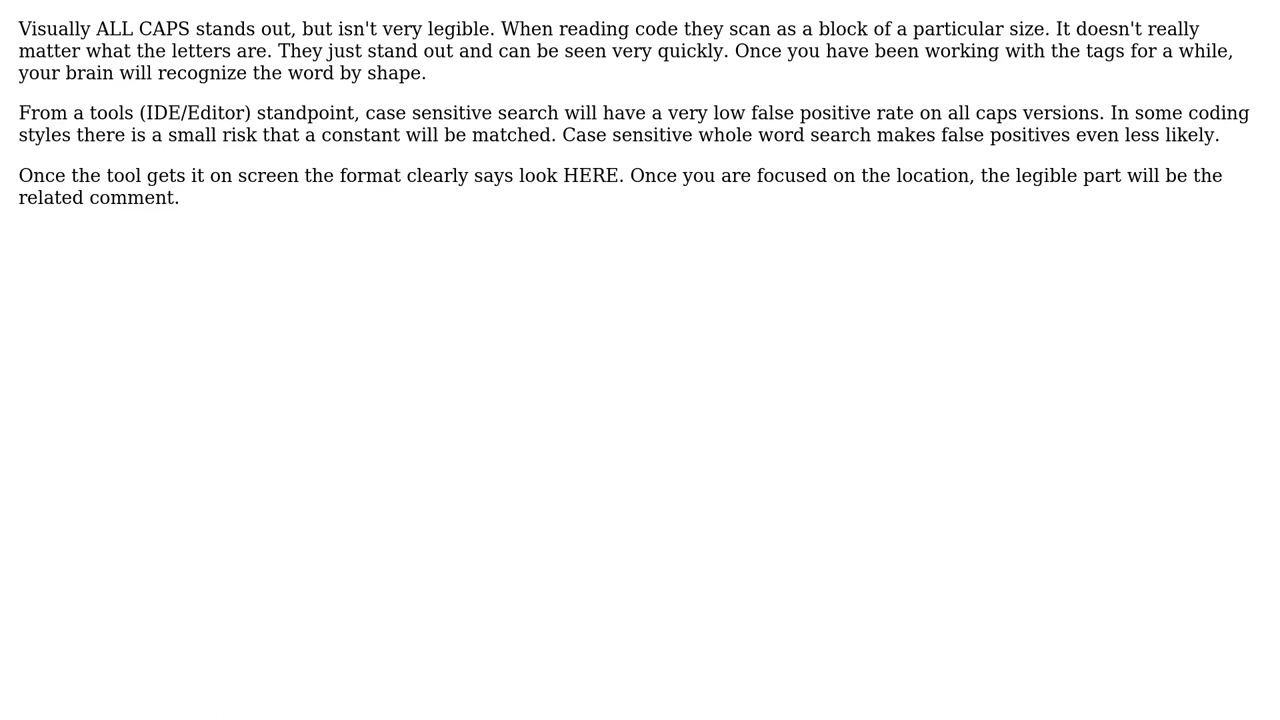 Visually ALL CAPS stands out, but isn't very legible. When reading code they scan as a block of a particular size. It doesn't really
matter what the letters are. They just stand out and can be seen very quickly. Once you have been working with the tags for a while,
your brain will recognize the word by shape.
From a tools (IDE/Editor) standpoint, case sensitive search will have a very low false positive rate on all caps versions. In some coding
styles there is a small risk that a constant will be matched. Case sensitive whole word search makes false positives even less likely.
Once the tool gets it on screen the format clearly says look HERE. Once you are focused on the location, the legible part will be the
related comment.